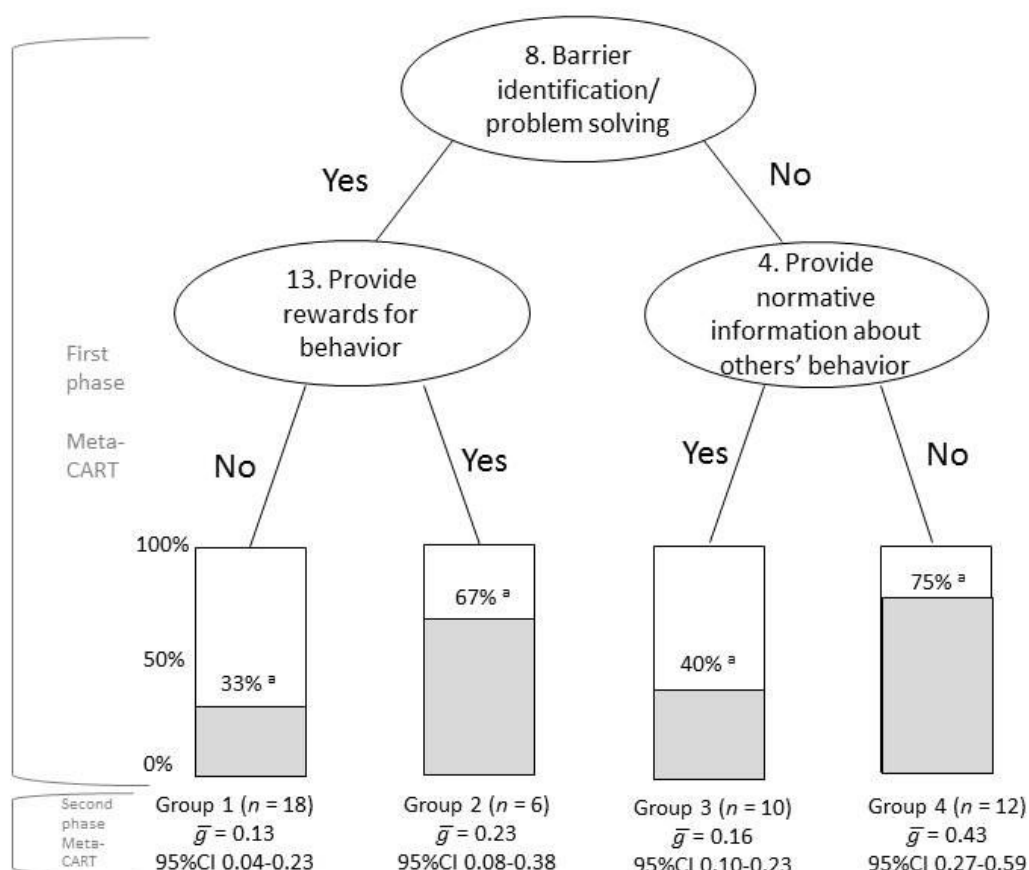 8. Barrier
identification/
problem solving
Yes
No
13. Provide
rewards for
behavior
4. Provide
normative
information about
others’ behavior
First
phase
Meta-
CART
No
Yes
Yes
No
100%
50%
0%
33% ª
67% ª
40% ª
75% ª
Second
phase
Meta-
CART
Group 1 (n = 18)
g̅ = 0.13
95%CI 0.04-0.23
Group 2 (n = 6)
g̅ = 0.23
95%CI 0.08-0.38
Group 3 (n = 10)
g̅ = 0.16
95%CI 0.10-0.23
Group 4 (n = 12)
g̅ = 0.43
95%CI 0.27-0.59